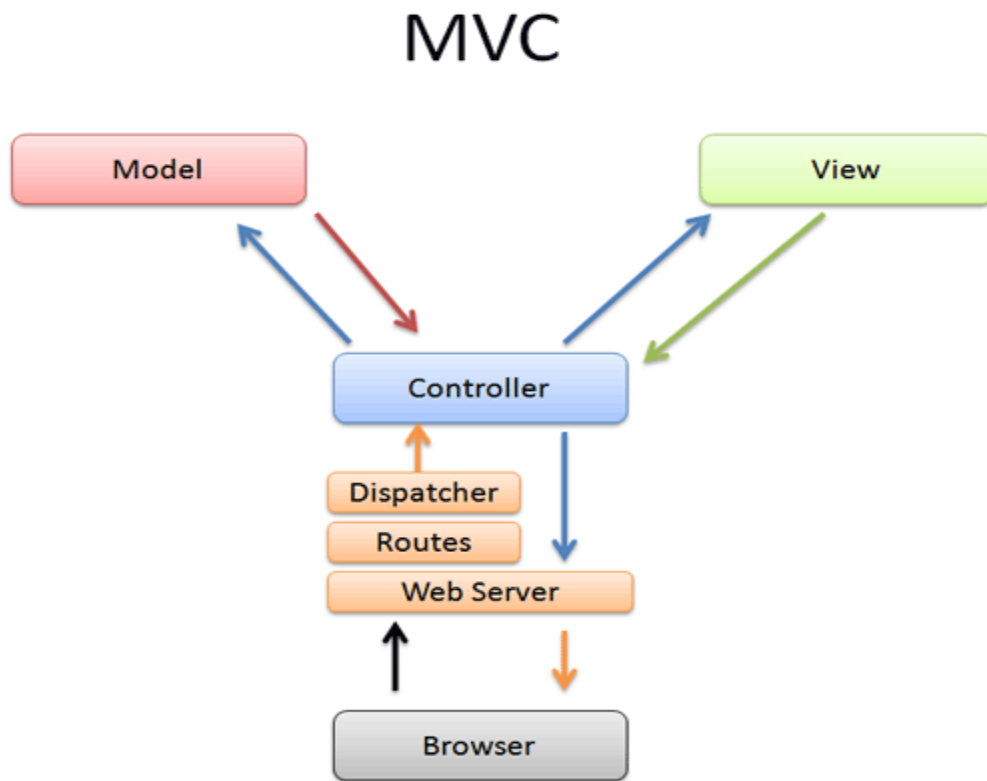 MVC
Model
View
Controller
Dispatcher
Routes
Web Server
Browser